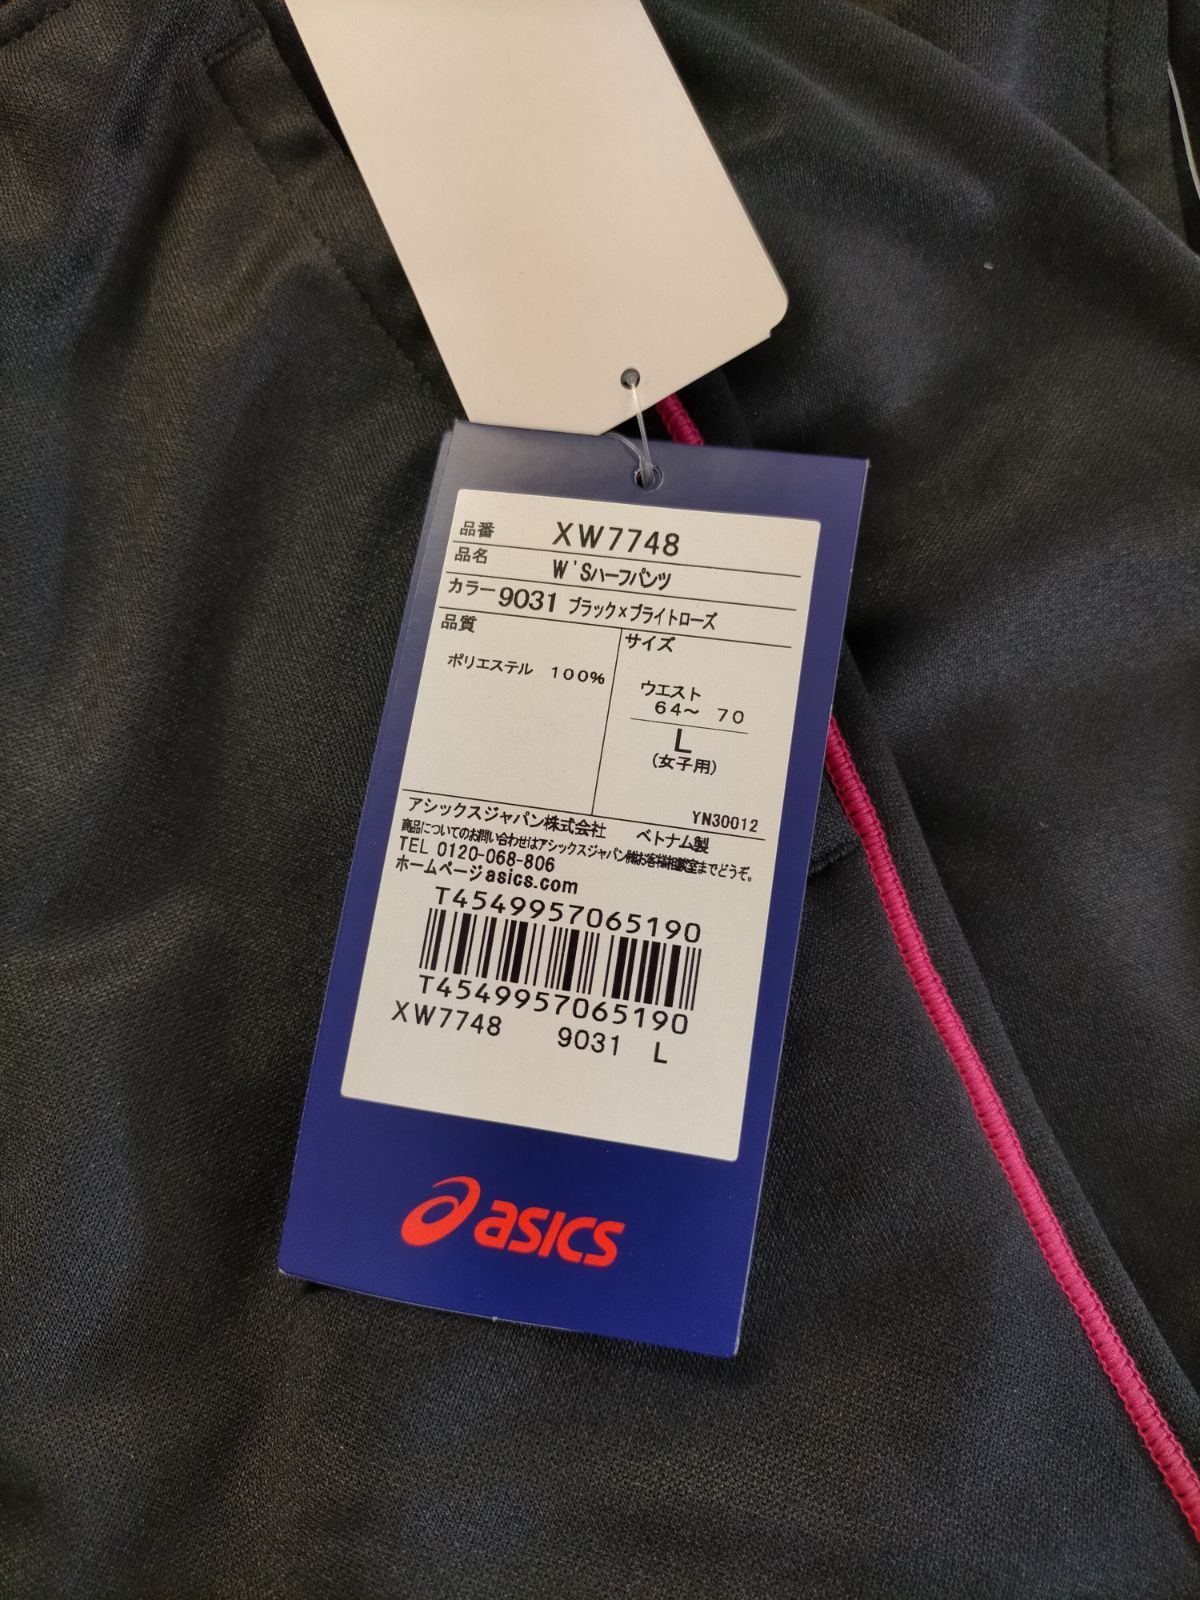 品番 XW7748
品名 W'Sハーフパンツ
カラー 9031 ブラック×ブライトローズ
品質
ポリエステル 100%
サイズ
ウエスト
64～ 70
L
(女子用)
YN30012
アシックスジャパン株式会社 ベトナム製
商品についてのお問い合わせはアシックスジャパン㈱お客様相談室までどうぞ。
TEL 0120-068-806
ホームページasics.com
T4549957065190
T4549957065190
XW7748 9031 L
asics